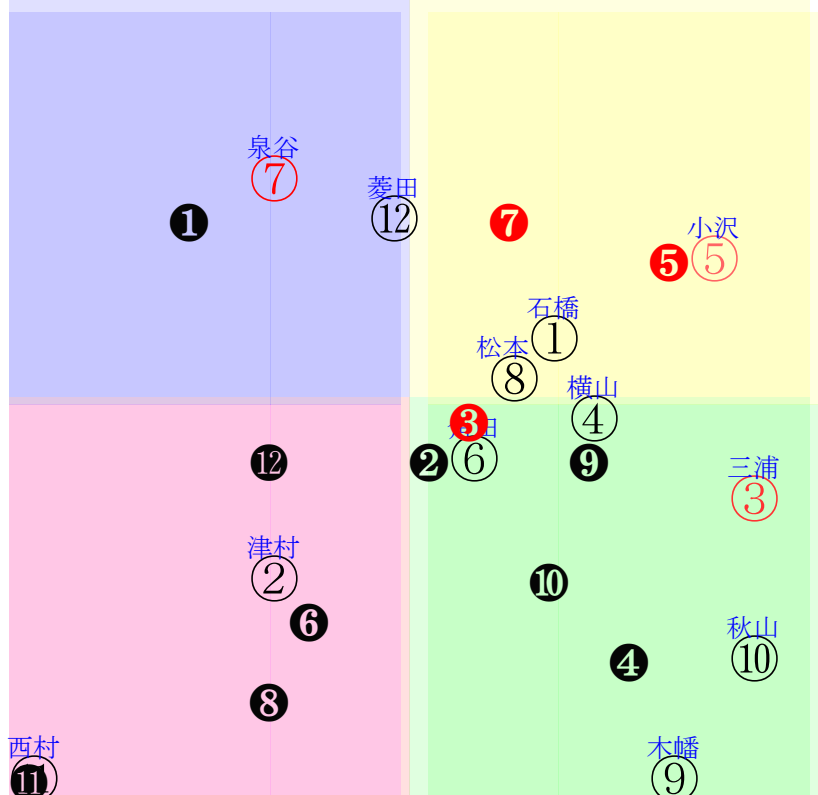 泉谷
⑦
菱田
⑫
❶
❼
小沢
❺ ⑤
石橋
①
松本
⑧
横山
④
❸ 田
⓬ ❷ ⑥ ❾
三浦
③
津村
②
❿
❻
秋山
⑩
❹
❽
西村
⓫
木幡
⑨